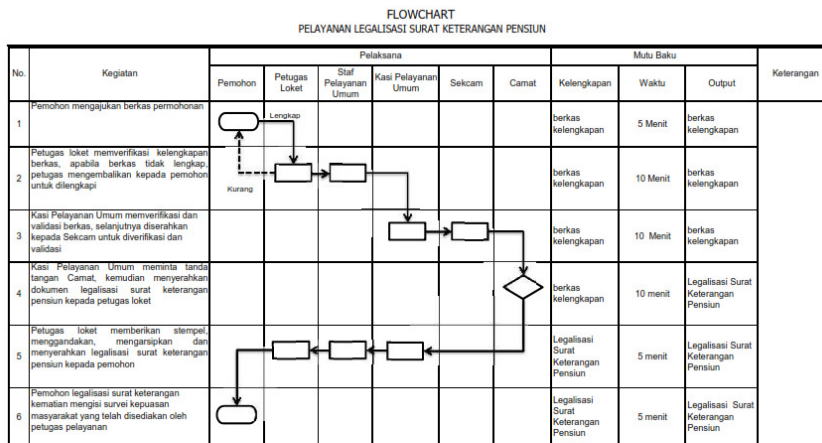 FLOWCHART
PELAYANAN LEGALISASI SURAT KETERANGAN PENSIUN
No.
Kegiatan
Pelaksana
Mutu Baku
Keterangan
Pemohon
Petugas
Loket
Staf
Pelayanan
Umum
Kasi Pelayanan
Umum
Sekcam
Camat
Kelengkapan
Waktu
Output
1
Pemohon mengajukan berkas permohonan
Lengkap
berkas
kelengkapan
5 Menit
berkas
kelengkapan
2
Petugas loket memverifikasi kelengkapan
berkas, apabila berkas tidak lengkap,
petugas mengembalikan kepada pemohon
untuk dilengkapi
Kurang
berkas
kelengkapan
10 Menit
berkas
kelengkapan
3
Kasi Pelayanan Umum memverifikasi dan
validasi berkas, selanjutnya diserahkan
kepada Sekcam untuk diverifikasi dan
validasi
berkas
kelengkapan
10 Menit
berkas
kelengkapan
4
Kasi Pelayanan Umum meminta tanda
tangan Camat, kemudian menyerahkan
dokumen legalisasi surat keterangan
pensiun kepada petugas loket
berkas
kelengkapan
10 menit
Legalisasi Surat
Keterangan
Pensiun
5
Petugas loket memberikan stempel,
menggandakan, mengarsipkan dan
menyerahkan legalisasi surat keterangan
pensiun kepada pemohon
Legalisasi
Surat
Keterangan
Pensiun
5 menit
Legalisasi Surat
Keterangan
Pensiun
6
Pemohon legalisasi surat keterangan
kematian mengisi survei kepuasan
masyarakat yang telah disediakan oleh
petugas pelayanan
Legalisasi
Surat
Keterangan
Pensiun
5 menit
Legalisasi Surat
Keterangan
Pensiun